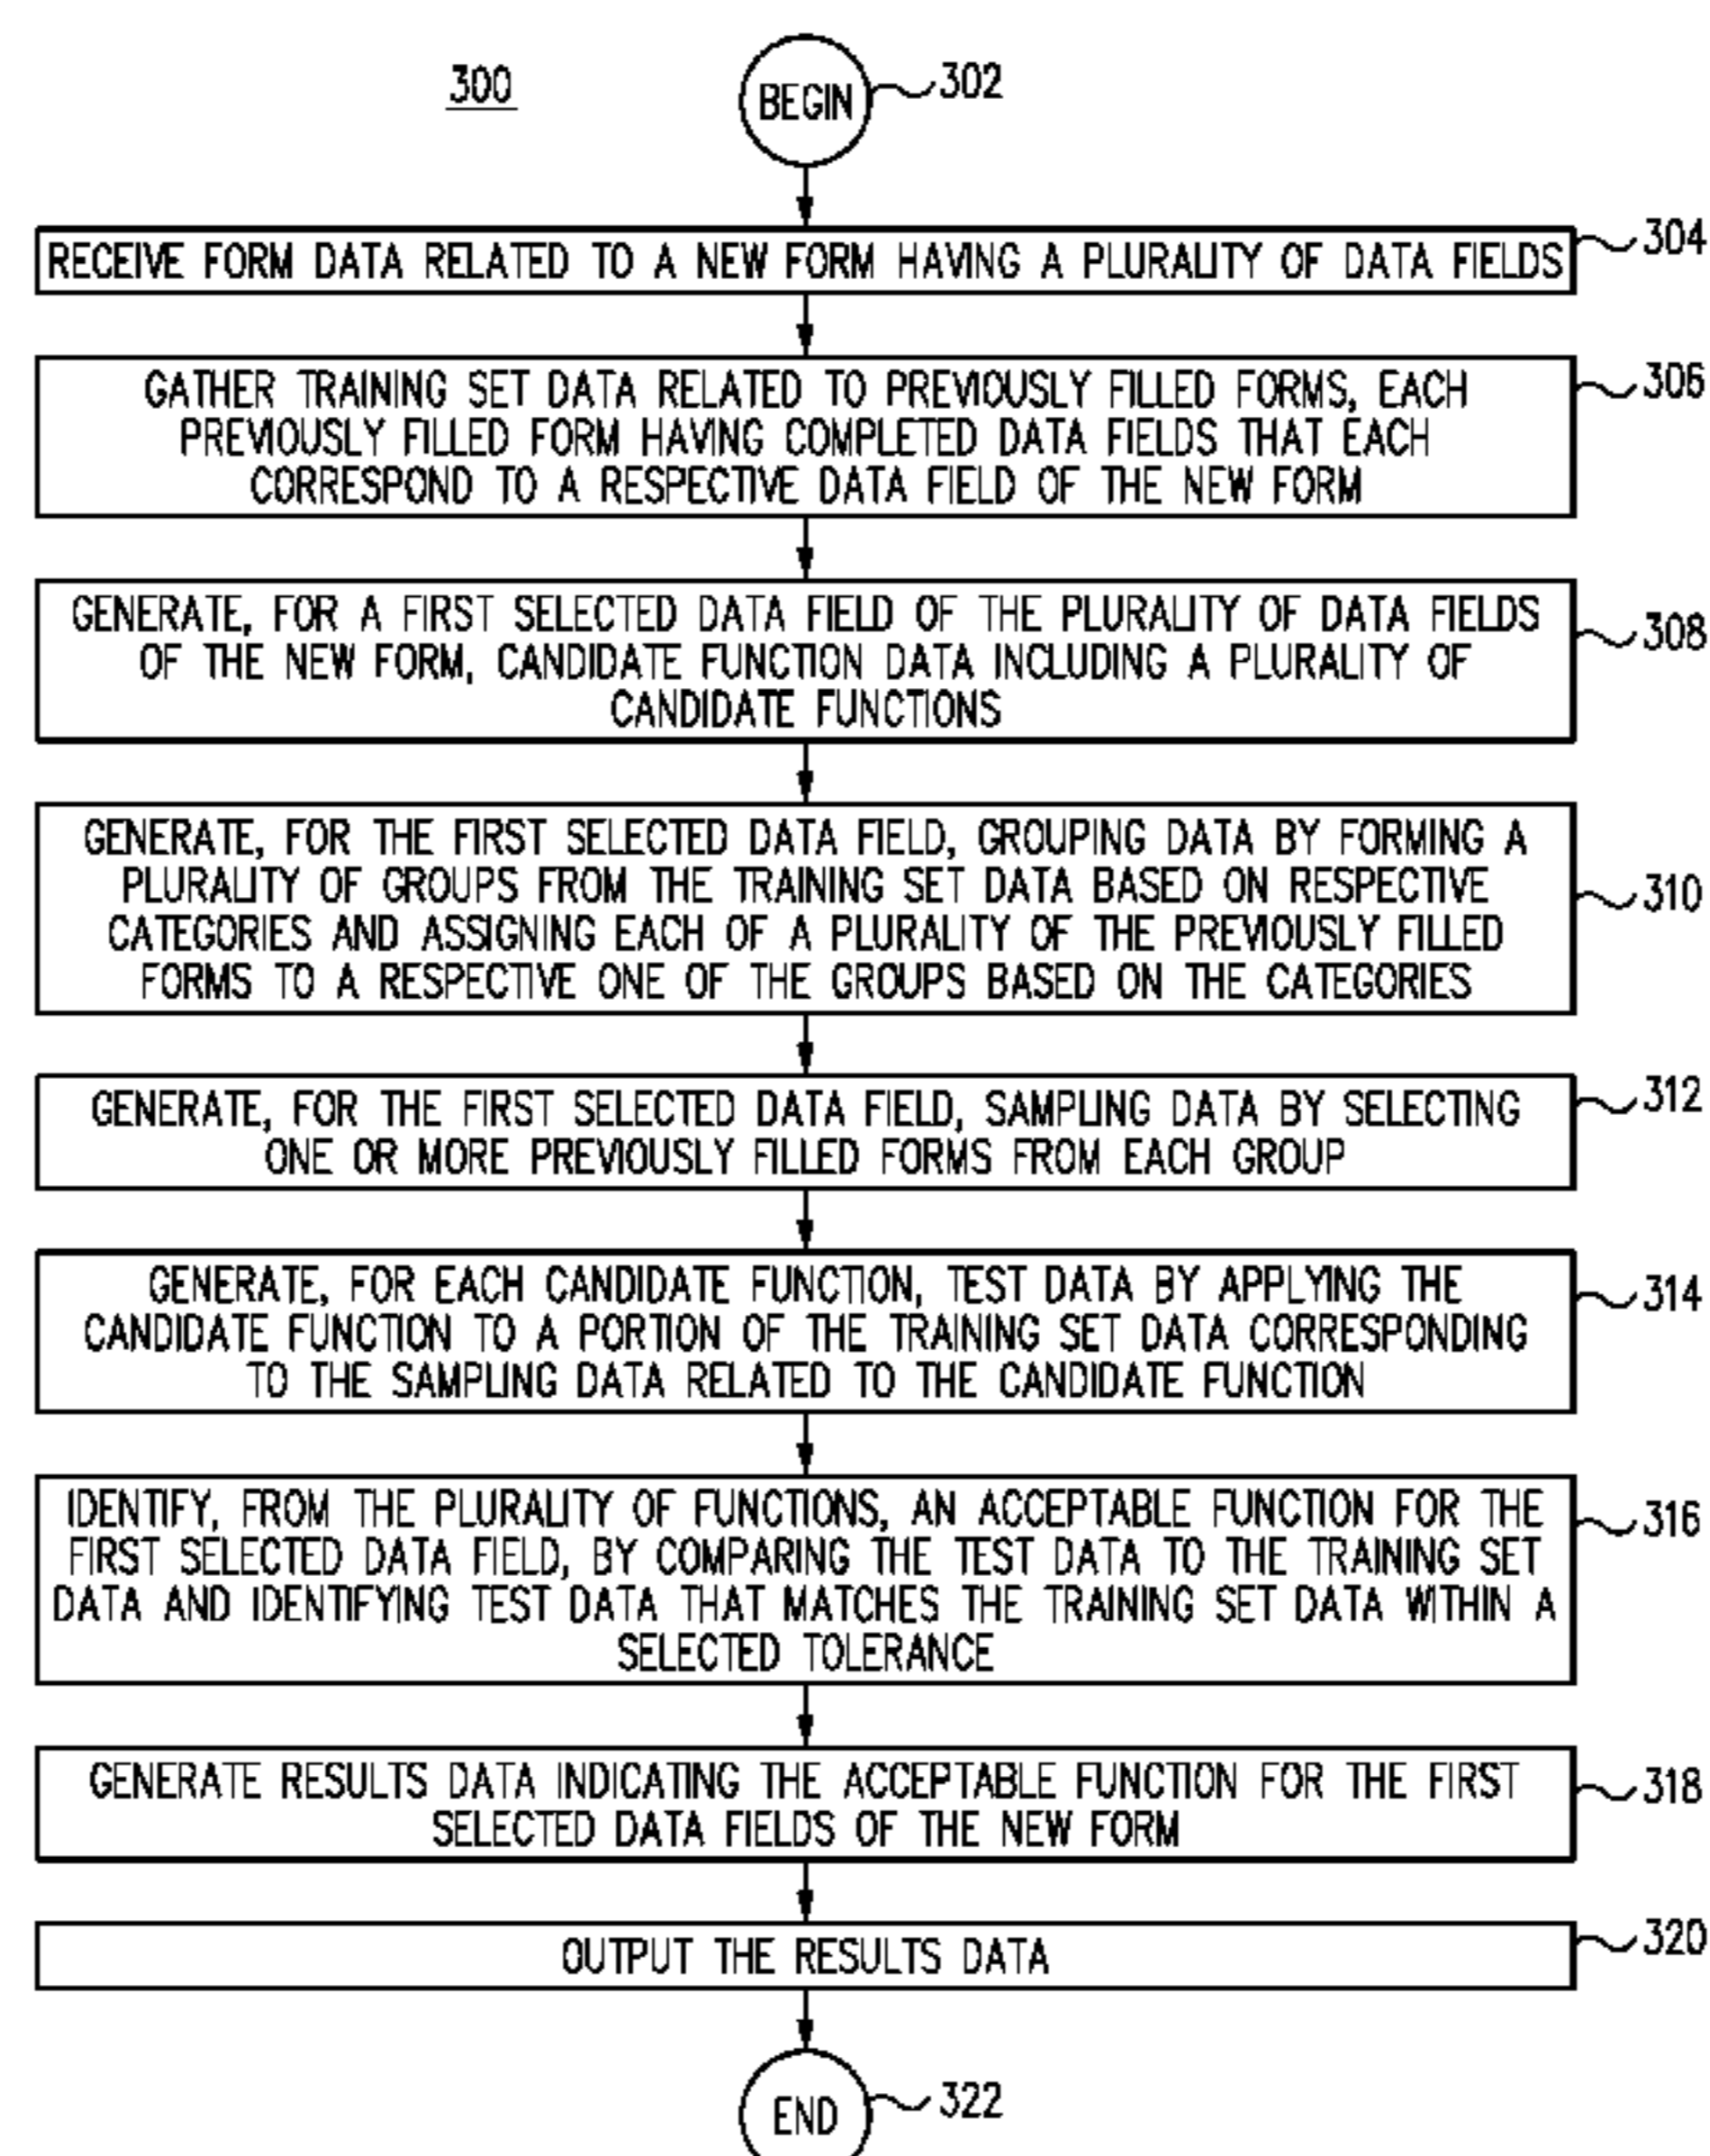 300
BEGIN
302
RECEIVE FORM DATA RELATED TO A NEW FORM HAVING A PLURALITY OF DATA FIELDS
304
GATHER TRAINING SET DATA RELATED TO PREVIOUSLY FILLED FORMS, EACH
PREVIOUSLY FILLED FORM HAVING COMPLETED DATA FIELDS THAT EACH
CORRESPOND TO A RESPECTIVE DATA FIELD OF THE NEW FORM
306
GENERATE, FOR A FIRST SELECTED DATA FIELD OF THE PLURALITY OF DATA FIELDS
OF THE NEW FORM, CANDIDATE FUNCTION DATA INCLUDING A PLURALITY OF
CANDIDATE FUNCTIONS
308
GENERATE, FOR THE FIRST SELECTED DATA FIELD, GROUPING DATA BY FORMING A
PLURALITY OF GROUPS FROM THE TRAINING SET DATA BASED ON RESPECTIVE
CATEGORIES AND ASSIGNING EACH OF A PLURALITY OF THE PREVIOUSLY FILLED
FORMS TO A RESPECTIVE ONE OF THE GROUPS BASED ON THE CATEGORIES
310
GENERATE, FOR THE FIRST SELECTED DATA FIELD, SAMPLING DATA BY SELECTING
ONE OR MORE PREVIOUSLY FILLED FORMS FROM EACH GROUP
312
GENERATE, FOR EACH CANDIDATE FUNCTION, TEST DATA BY APPLYING THE
CANDIDATE FUNCTION TO A PORTION OF THE TRAINING SET DATA CORRESPONDING
TO THE SAMPLING DATA RELATED TO THE CANDIDATE FUNCTION
314
IDENTIFY, FROM THE PLURALITY OF FUNCTIONS, AN ACCEPTABLE FUNCTION FOR THE
FIRST SELECTED DATA FIELD, BY COMPARING THE TEST DATA TO THE TRAINING SET
DATA AND IDENTIFYING TEST DATA THAT MATCHES THE TRAINING SET DATA WITHIN A
SELECTED TOLERANCE
316
GENERATE RESULTS DATA INDICATING THE ACCEPTABLE FUNCTION FOR THE FIRST
SELECTED DATA FIELDS OF THE NEW FORM
318
OUTPUT THE RESULTS DATA
320
END
322